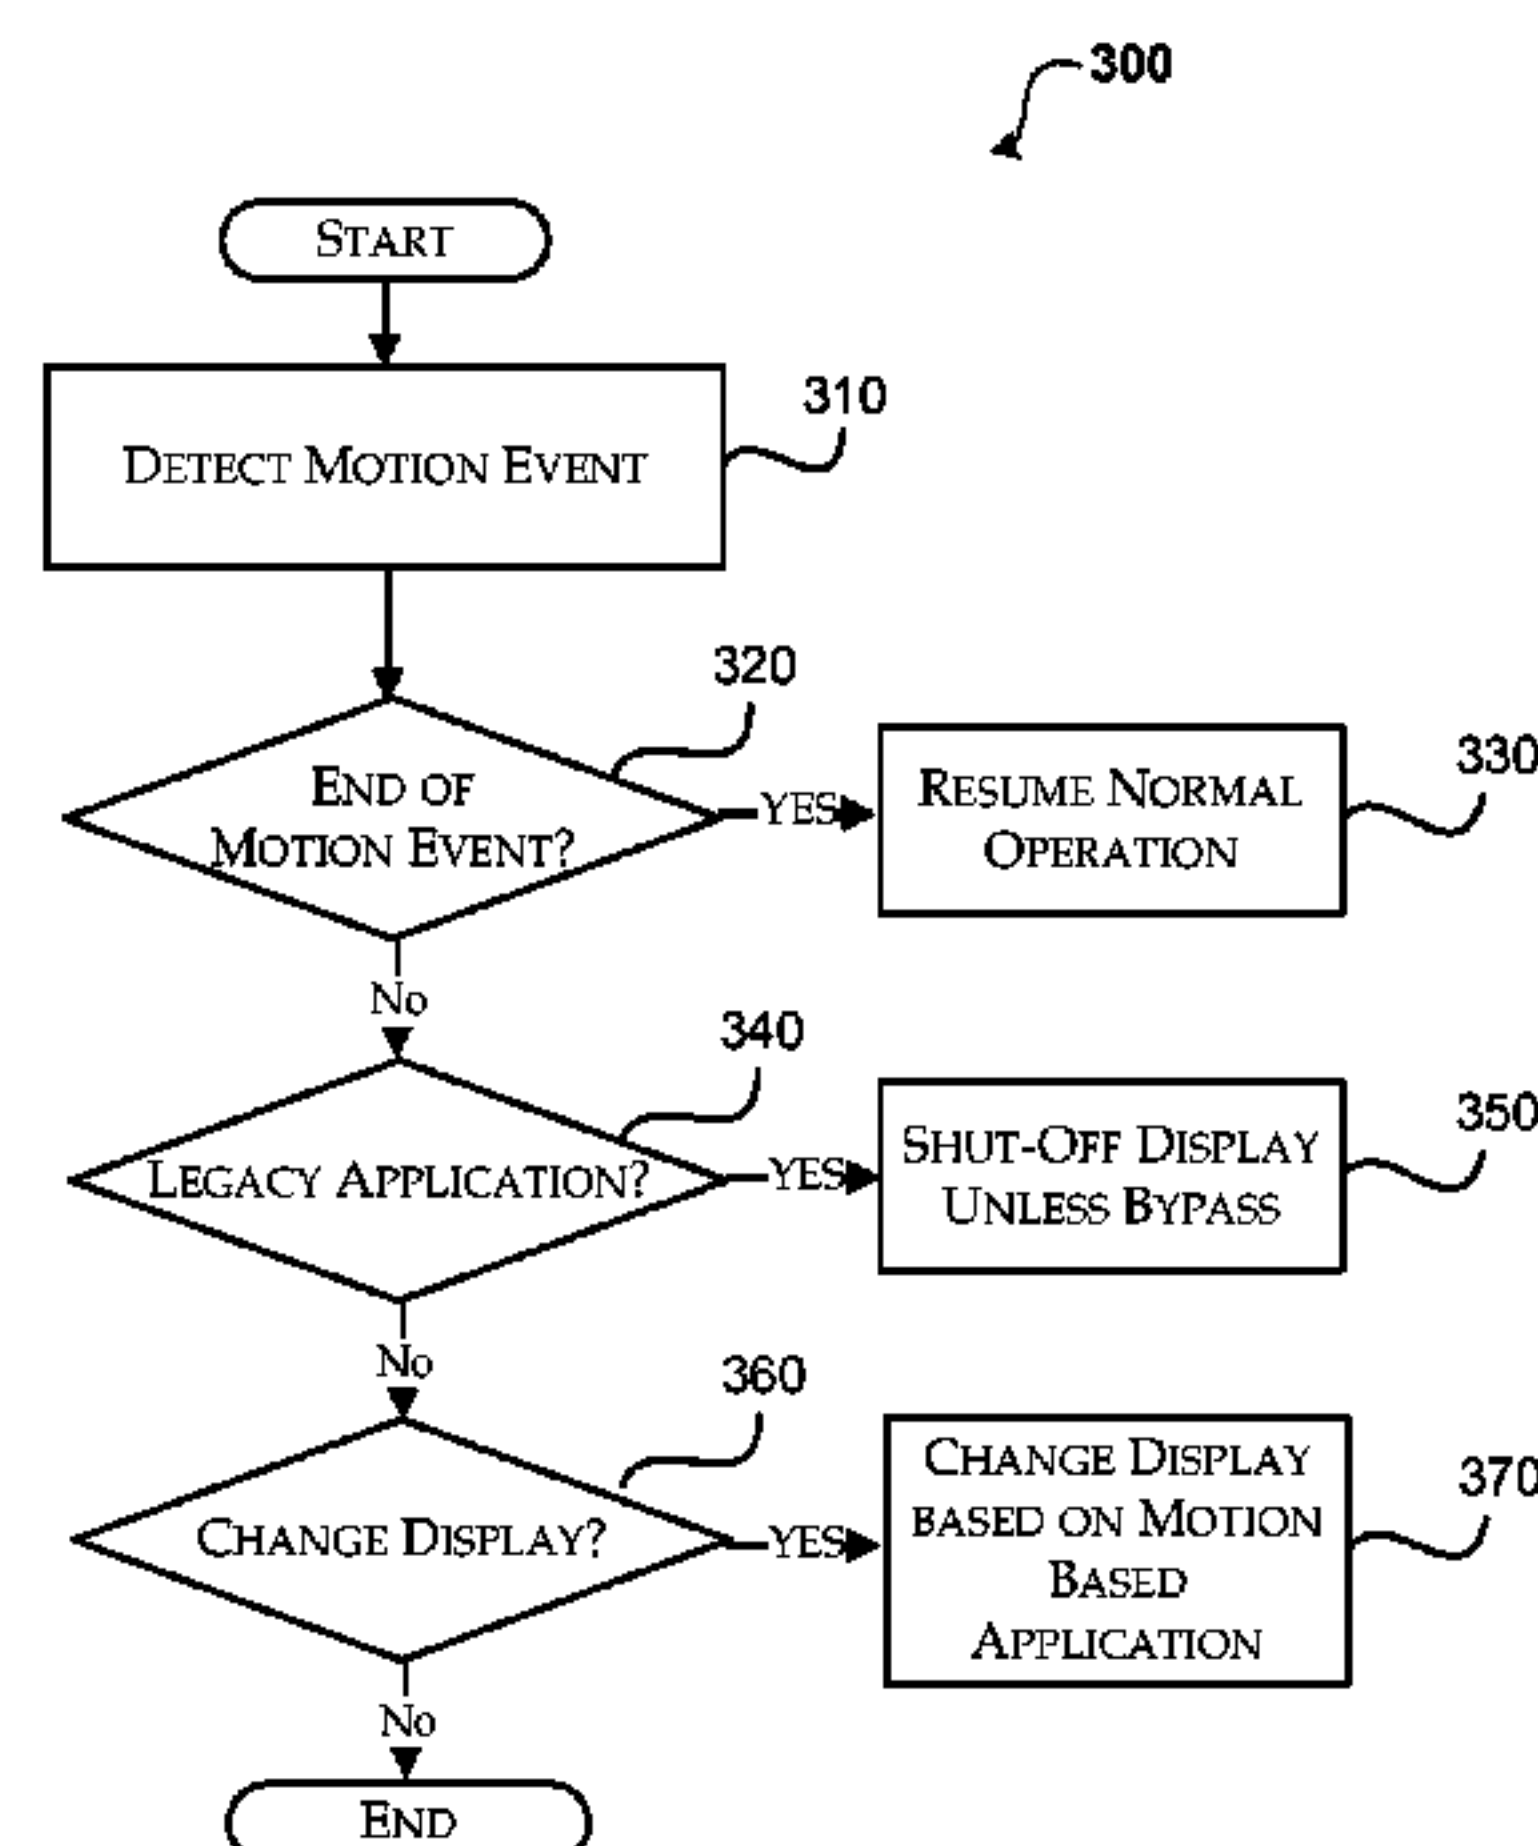 300
START
DETECT MOTION EVENT
310
320
END OF
MOTION EVENT?
YES
RESUME NORMAL
OPERATION
330
NO
340
LEGACY APPLICATION?
YES
SHUT-OFF DISPLAY
UNLESS BYPASS
350
NO
360
CHANGE DISPLAY?
YES
CHANGE DISPLAY
BASED ON MOTION
BASED
APPLICATION
370
NO
END